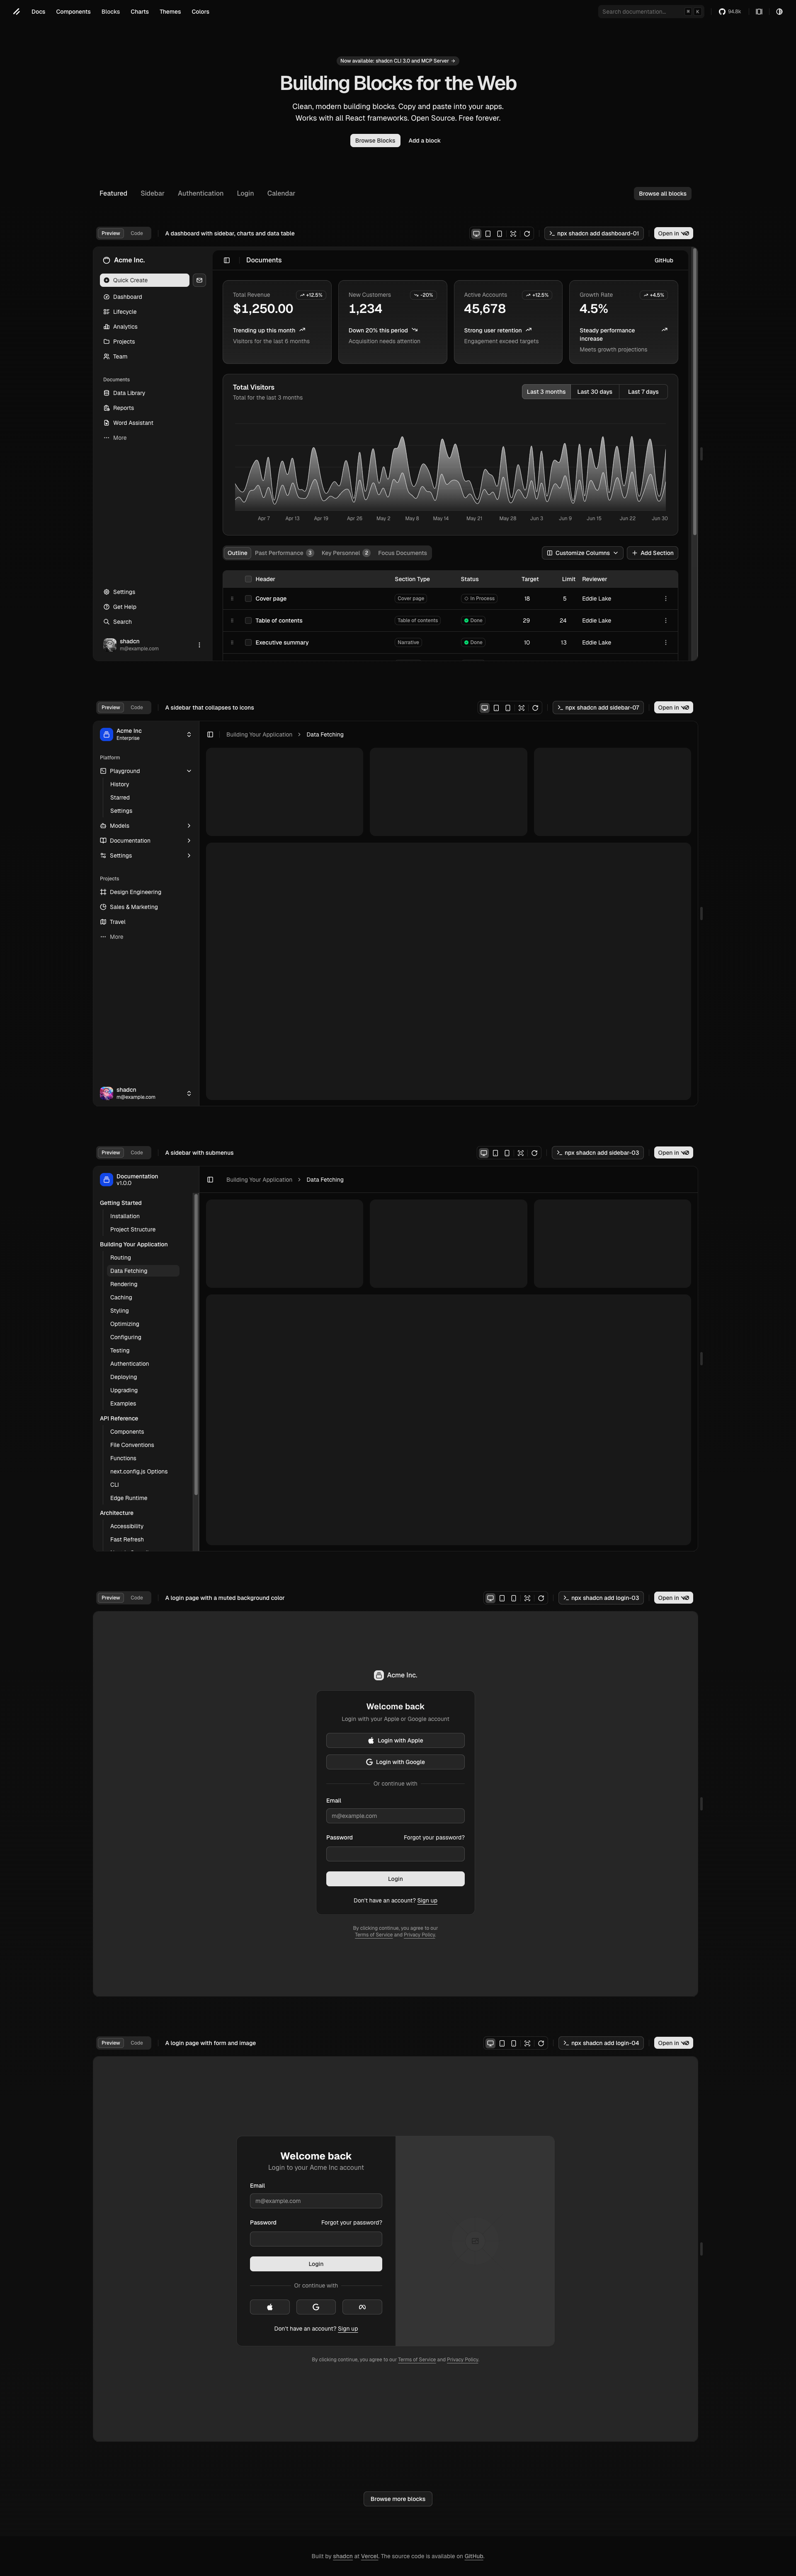 Docs Components Blocks Charts Themes Colors Search documentation... ⌘ K 94.8k
Now available: shadcn CLI 3.0 and MCP Server →
Building Blocks for the Web
Clean, modern building blocks. Copy and paste into your apps.
Works with all React frameworks. Open Source. Free forever.
Browse Blocks Add a block
Featured Sidebar Authentication Login Calendar Browse all blocks
Preview Code A dashboard with sidebar, charts and data table npx shadcn add dashboard-01 Open in v0
Acme Inc.
Quick Create
Dashboard
Lifecycle
Analytics
Projects
Team
Documents
Data Library
Reports
Word Assistant
More
Settings
Get Help
Search
shadcn
m@example.com
Documents GitHub
Total Revenue +12.5%
$1,250.00
Trending up this month
Visitors for the last 6 months
New Customers -20%
1,234
Down 20% this period
Acquisition needs attention
Active Accounts +12.5%
45,678
Strong user retention
Engagement exceed targets
Growth Rate +4.5%
4.5%
Steady performance
increase
Meets growth projections
Total Visitors
Total for the last 3 months
Last 3 months Last 30 days Last 7 days
Apr 7 Apr 13 Apr 19 Apr 26 May 2 May 8 May 14 May 21 May 28 Jun 3 Jun 9 Jun 15 Jun 22 Jun 30
Outline Past Performance 3 Key Personnel 2 Focus Documents Customize Columns Add Section
Header Section Type Status Target Limit Reviewer
Cover page Cover page In Process 18 5 Eddie Lake
Table of contents Table of contents Done 29 24 Eddie Lake
Executive summary Narrative Done 10 13 Eddie Lake
Preview Code A sidebar that collapses to icons npx shadcn add sidebar-07 Open in v0
Acme Inc
Enterprise
Platform
Playground
History
Starred
Settings
Models
Documentation
Settings
Projects
Design Engineering
Sales & Marketing
Travel
More
shadcn
m@example.com
Building Your Application Data Fetching
Preview Code A sidebar with submenus npx shadcn add sidebar-03 Open in v0
Documentation
v1.0.0
Getting Started
Installation
Project Structure
Building Your Application
Routing
Data Fetching
Rendering
Caching
Styling
Optimizing
Configuring
Testing
Authentication
Deploying
Upgrading
Examples
API Reference
Components
File Conventions
Functions
next.config.js Options
CLI
Edge Runtime
Architecture
Accessibility
Fast Refresh
Building Your Application Data Fetching
Preview Code A login page with a muted background color npx shadcn add login-03 Open in v0
Acme Inc.
Welcome back
Login with your Apple or Google account
Login with Apple
Login with Google
Or continue with
Email
m@example.com
Password Forgot your password?
Login
Don't have an account? Sign up
By clicking continue, you agree to our
Terms of Service and Privacy Policy.
Preview Code A login page with form and image npx shadcn add login-04 Open in v0
Welcome back
Login to your Acme Inc account
Email
m@example.com
Password Forgot your password?
Login
Or continue with
Don't have an account? Sign up
By clicking continue, you agree to our Terms of Service and Privacy Policy.
Browse more blocks
Built by shadcn at Vercel. The source code is available on GitHub.